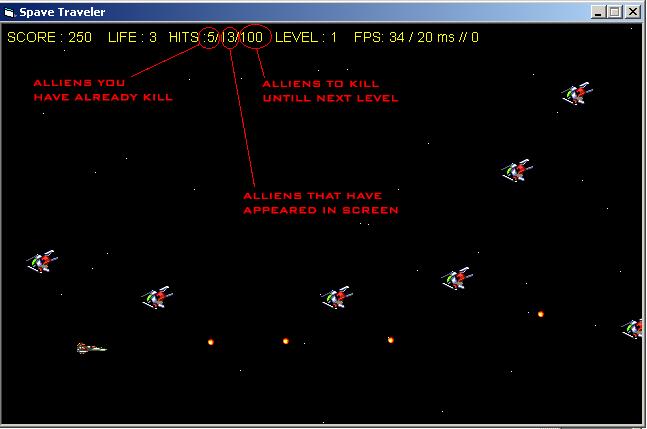 Spave Traveler
SCORE : 250 LIFE : 3 HITS :5/13/100 LEVEL : 1 FPS: 34 / 20 ms // 0
ALLIENS YOU
HAVE ALREADY KILL
ALLIENS TO KILL
UNTILL NEXT LEVEL
ALLIENS THAT HAVE
APPEARED IN SCREEN